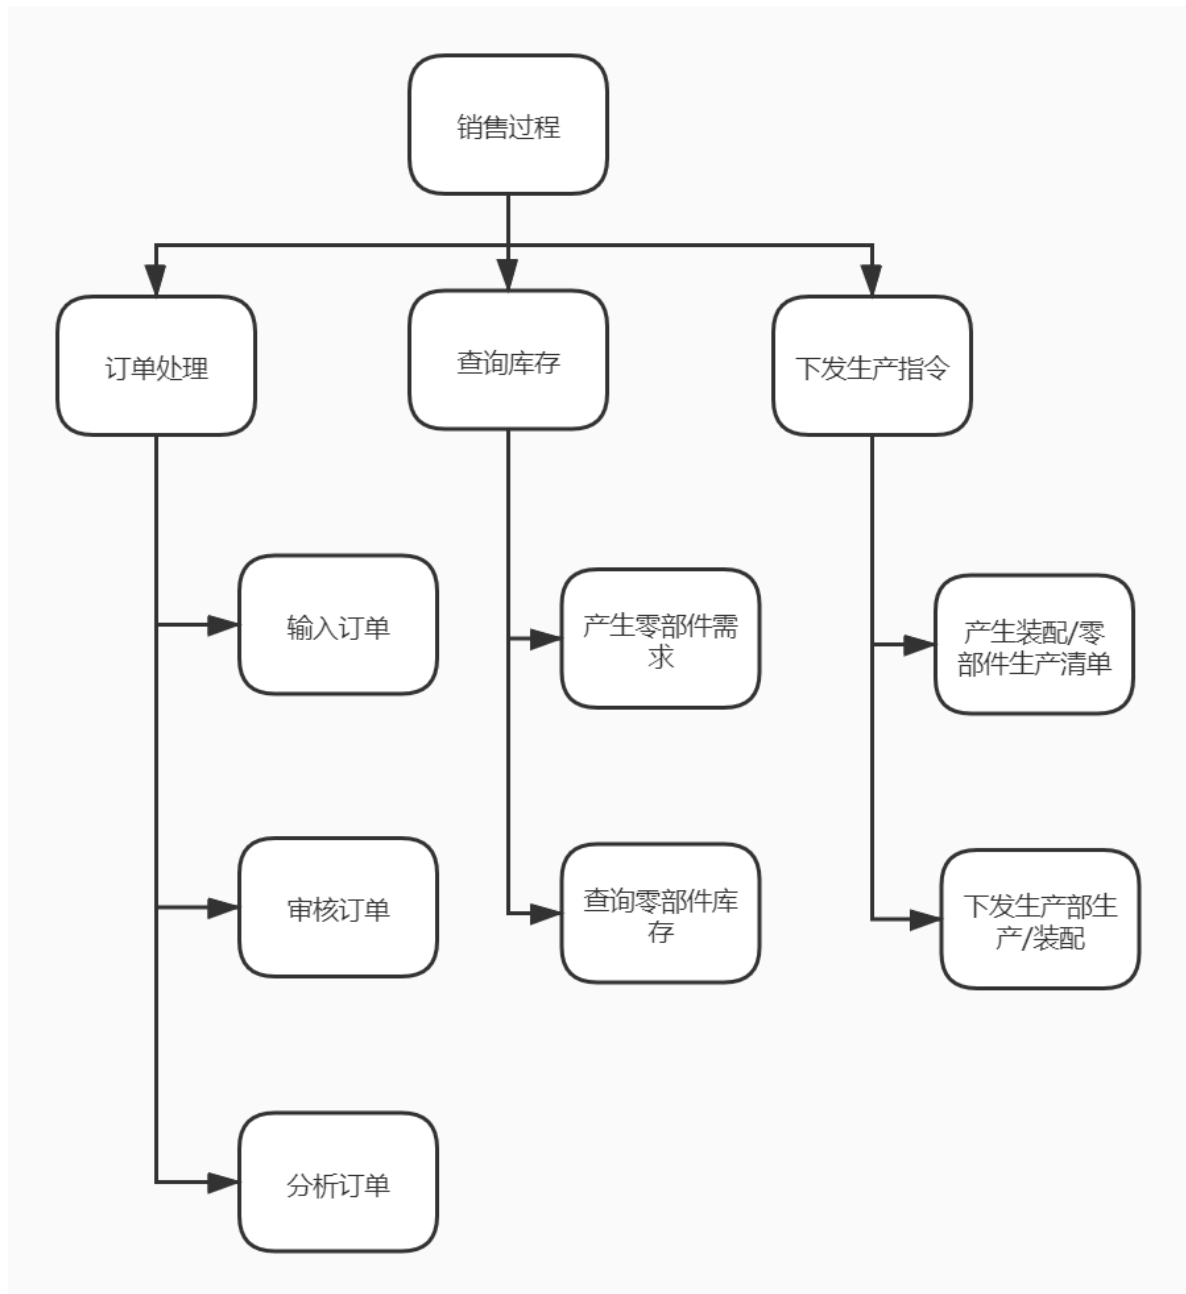 销售过程
订单处理
查询库存
下发生产指令
输入订单
产生零部件需
求
产生装配/零
部件生产清单
审核订单
查询零部件库
存
下发生产部生
产/装配
分析订单